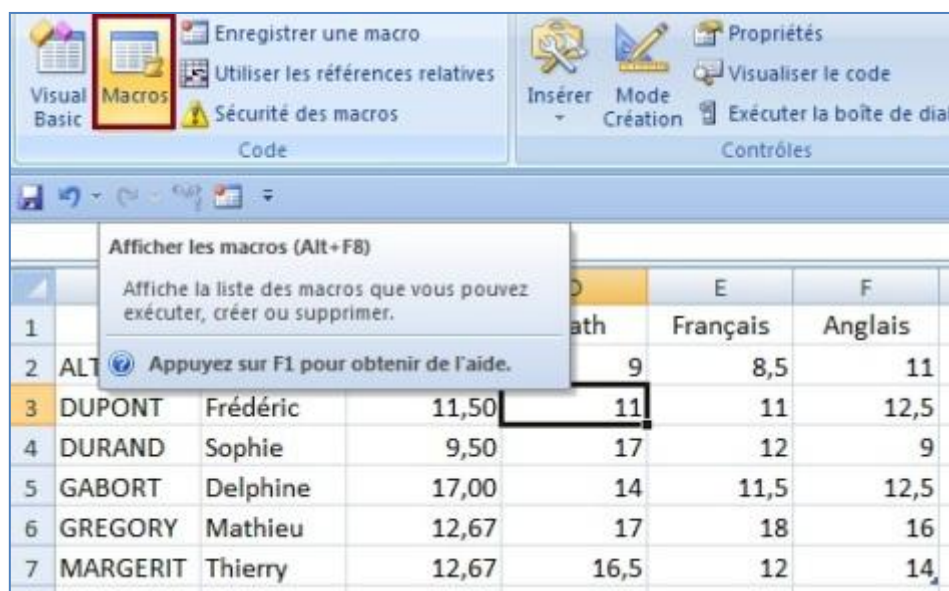 Visual Basic
Macros
Enregistrer une macro
Utiliser les références relatives
Sécurité des macros
Code
Insérer
Mode Création
Propriétés
Visualiser le code
Exécuter la boîte de dia
Contrôles
Afficher les macros (Alt+F8)
Affiche la liste des macros que vous pouvez
exécuter, créer ou supprimer.
Appuyez sur F1 pour obtenir de l'aide.
E F
1 ath Français Anglais
2 ALT 9 8,5 11
3 DUPONT Frédéric 11,50 11 11 12,5
4 DURAND Sophie 9,50 17 12 9
5 GABORT Delphine 17,00 14 11,5 12,5
6 GREGORY Mathieu 12,67 17 18 16
7 MARGERIT Thierry 12,67 16,5 12 14